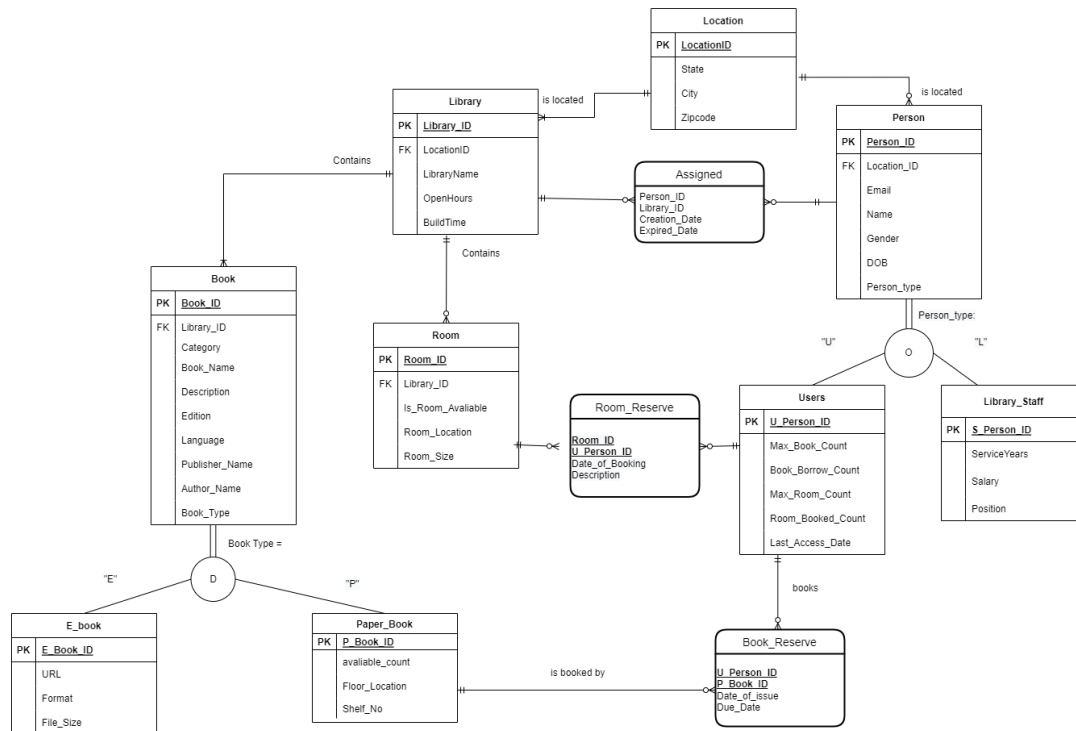 Location
PK LocationID
State
City
Zipcode
is located
is located
Library
PK Library_ID
FK LocationID
LibraryName
OpenHours
BuildTime
Person
PK Person_ID
FK Location_ID
Email
Name
Gender
DOB
Person_type
Assigned
Person_ID
Library_ID
Creation_Date
Expired_Date
Contains
Contains
Book
PK Book_ID
FK Library_ID
Category
Book_Name
Description
Edition
Language
Publisher_Name
Author_Name
Book_Type
Room
PK Room_ID
FK Library_ID
Is_Room_Avaliable
Room_Location
Room_Size
Person_type:
O
"U"
"L"
Room_Reserve
Room_ID
U_Person_ID
Date_of_Booking
Description
Users
PK U_Person_ID
Max_Book_Count
Book_Borrow_Count
Max_Room_Count
Room_Booked_Count
Last_Access_Date
Library_Staff
PK S_Person_ID
ServiceYears
Salary
Position
Book Type =
D
"E"
"P"
books
E_book
PK E_Book_ID
URL
Format
File_Size
Paper_Book
PK P_Book_ID
avaliable_count
Floor_Location
Shelf_No
is booked by
Book_Reserve
U_Person_ID
P_Book_ID
Date_of_issue
Due_Date